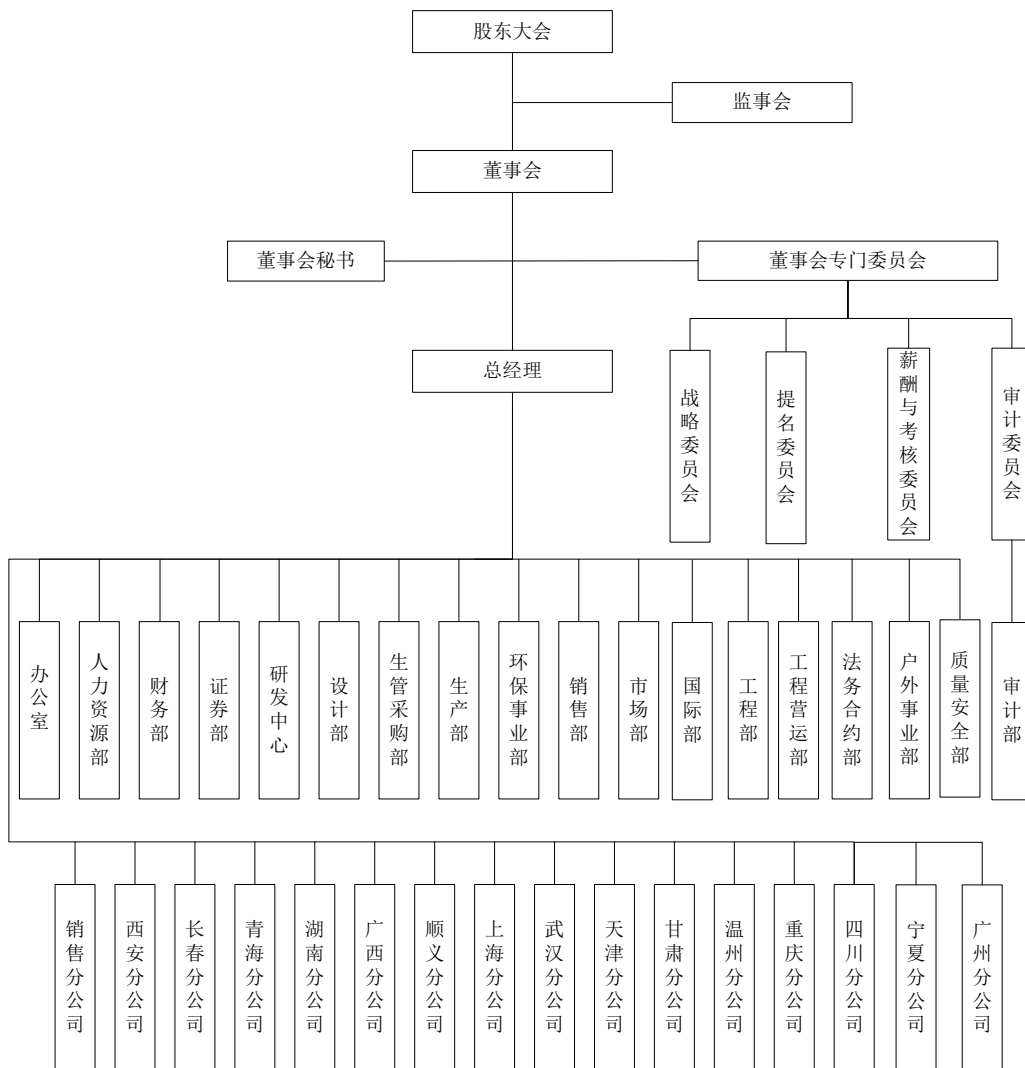 股东大会
监事会
董事会
董事会秘书
董事会专门委员会
总经理
战略委员会
提名委员会
薪酬与考核委员会
审计委员会
办公室
人力资源部
财务部
证券部
研发中心
设计部
生管采购部
生产部
环保事业部
销售部
市场部
国际部
工程部
工程营运部
法务合约部
户外事业部
质量安全部
审计部
销售分公司
西安分公司
长春分公司
青海分公司
湖南分公司
广西分公司
顺义分公司
上海分公司
武汉分公司
天津分公司
甘肃分公司
温州分公司
重庆分公司
四川分公司
宁夏分公司
广州分公司